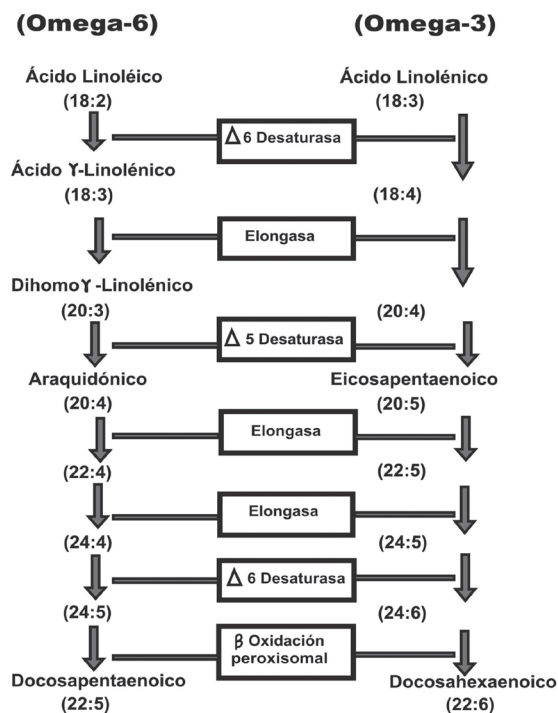 (Omega-6) (Omega-3)
Ácido Linoléico Ácido Linolénico
(18:2) (18:3)
Δ 6 Desaturasa
Ácido ϒ-Linolénico
(18:3) (18:4)
Elongasa
Dihomo ϒ -Linolénico
(20:3) (20:4)
Δ 5 Desaturasa
Araquidónico Eicosapentaenoico
(20:4) (20:5)
Elongasa
(22:4) (22:5)
Elongasa
(24:4) (24:5)
Δ 6 Desaturasa
(24:5) (24:6)
β Oxidación
peroxisomal
Docosapentaenoico Docosahexaenoico
(22:5) (22:6)